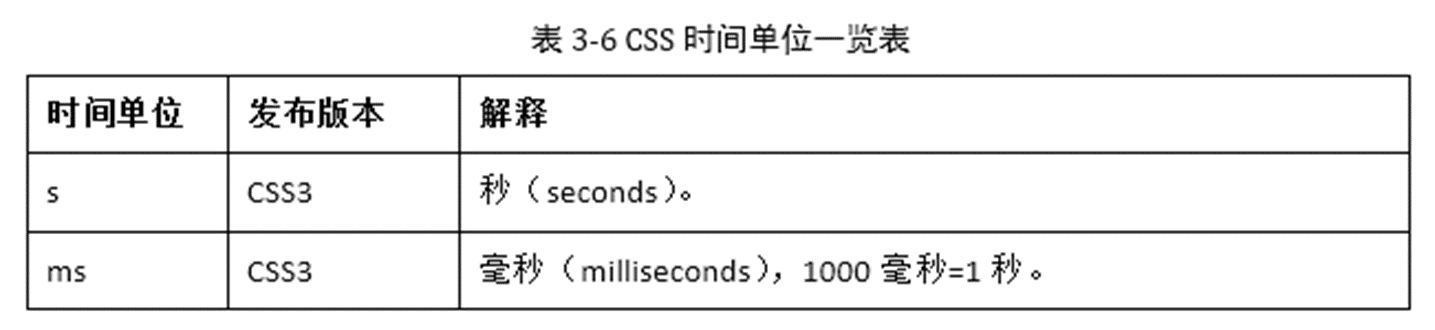 表 3-6 CSS 时间单位一览表
时间单位 发布版本 解释
s CSS3 秒（seconds）。
ms CSS3 毫秒（milliseconds），1000 毫秒=1 秒。